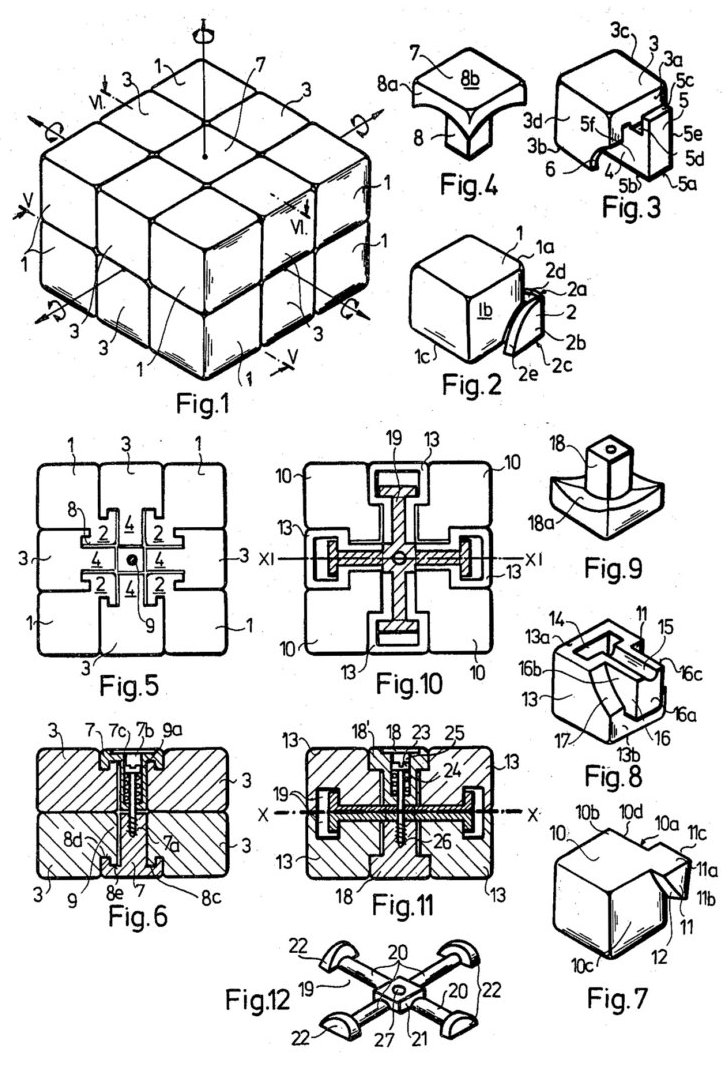 1
3
7
VI.
3
V
1
1
VI.
1
1
3
3
3
1
3
1
V
Fig.1
7
8b
8a
8
Fig.4
3c
3
3a
5c
5
3d
5f
5e
3b
5d
6
4
5b
5a
Fig.3
1
1a
2d
2a
1b
2
2b
1c
2e
2c
Fig.2
1
3
1
8
4
2
2
3
4
4
3
2
4
2
1
1
3
9
Fig.5
19
13
10
10
13
XI
XI
13
10
13
10
Fig.10
18
18a
Fig.9
11
14
15
13a
16b
16c
13
16a
17
16
13b
Fig.8
7
7c
7b
9a
3
3
8d
7a
3
3
9
8e
7
8c
Fig.6
18'
18
23
25
13
13
24
19
X
X
26
13
18
13
Fig.11
10d
10b
10a
10
11c
11a
11b
10c
12
11
Fig.7
22
20
19
20
22
22
27
21
Fig.12